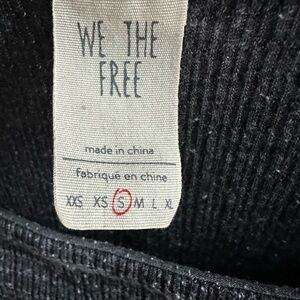 WE THE
FREE
made in china
fabriqué en chine
XXS XS S M L XL